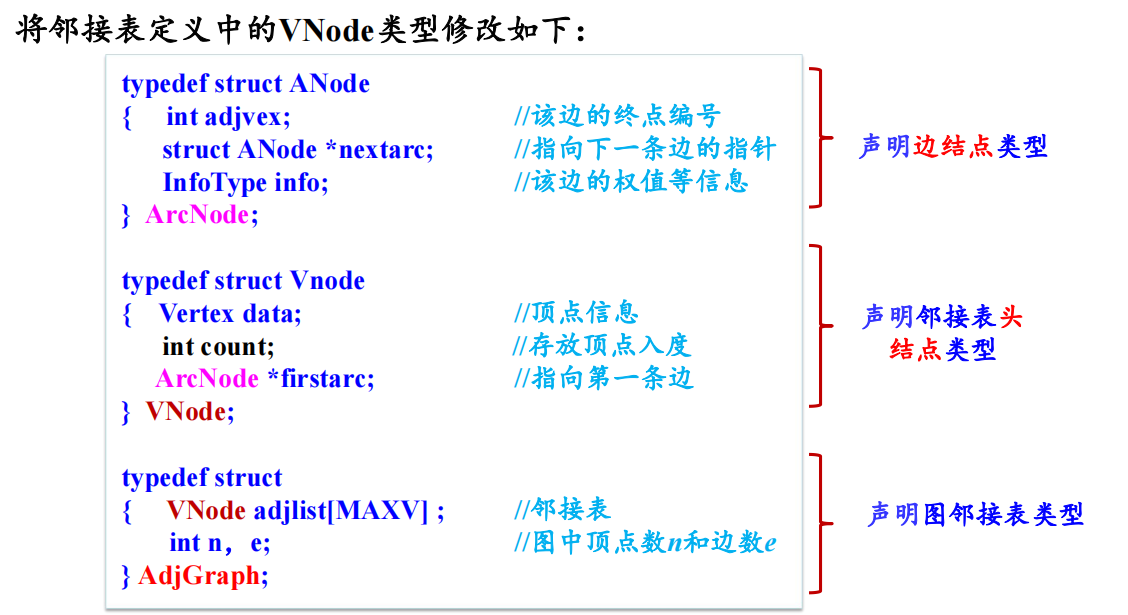 将邻接表定义中的VNode类型修改如下：
typedef struct ANode
{ int adjvex; //该边的终点编号
struct ANode *nextarc; //指向下一条边的指针
InfoType info; //该边的权值等信息
} ArcNode;
声明边结点类型
typedef struct Vnode
{ Vertex data; //顶点信息
int count; //存放顶点入度
ArcNode *firstarc; //指向第一条边
} VNode;
声明邻接表头
结点类型
typedef struct
{ VNode adjlist[MAXV] ; //邻接表
int n，e; //图中顶点数n和边数e
} AdjGraph;
声明图邻接表类型